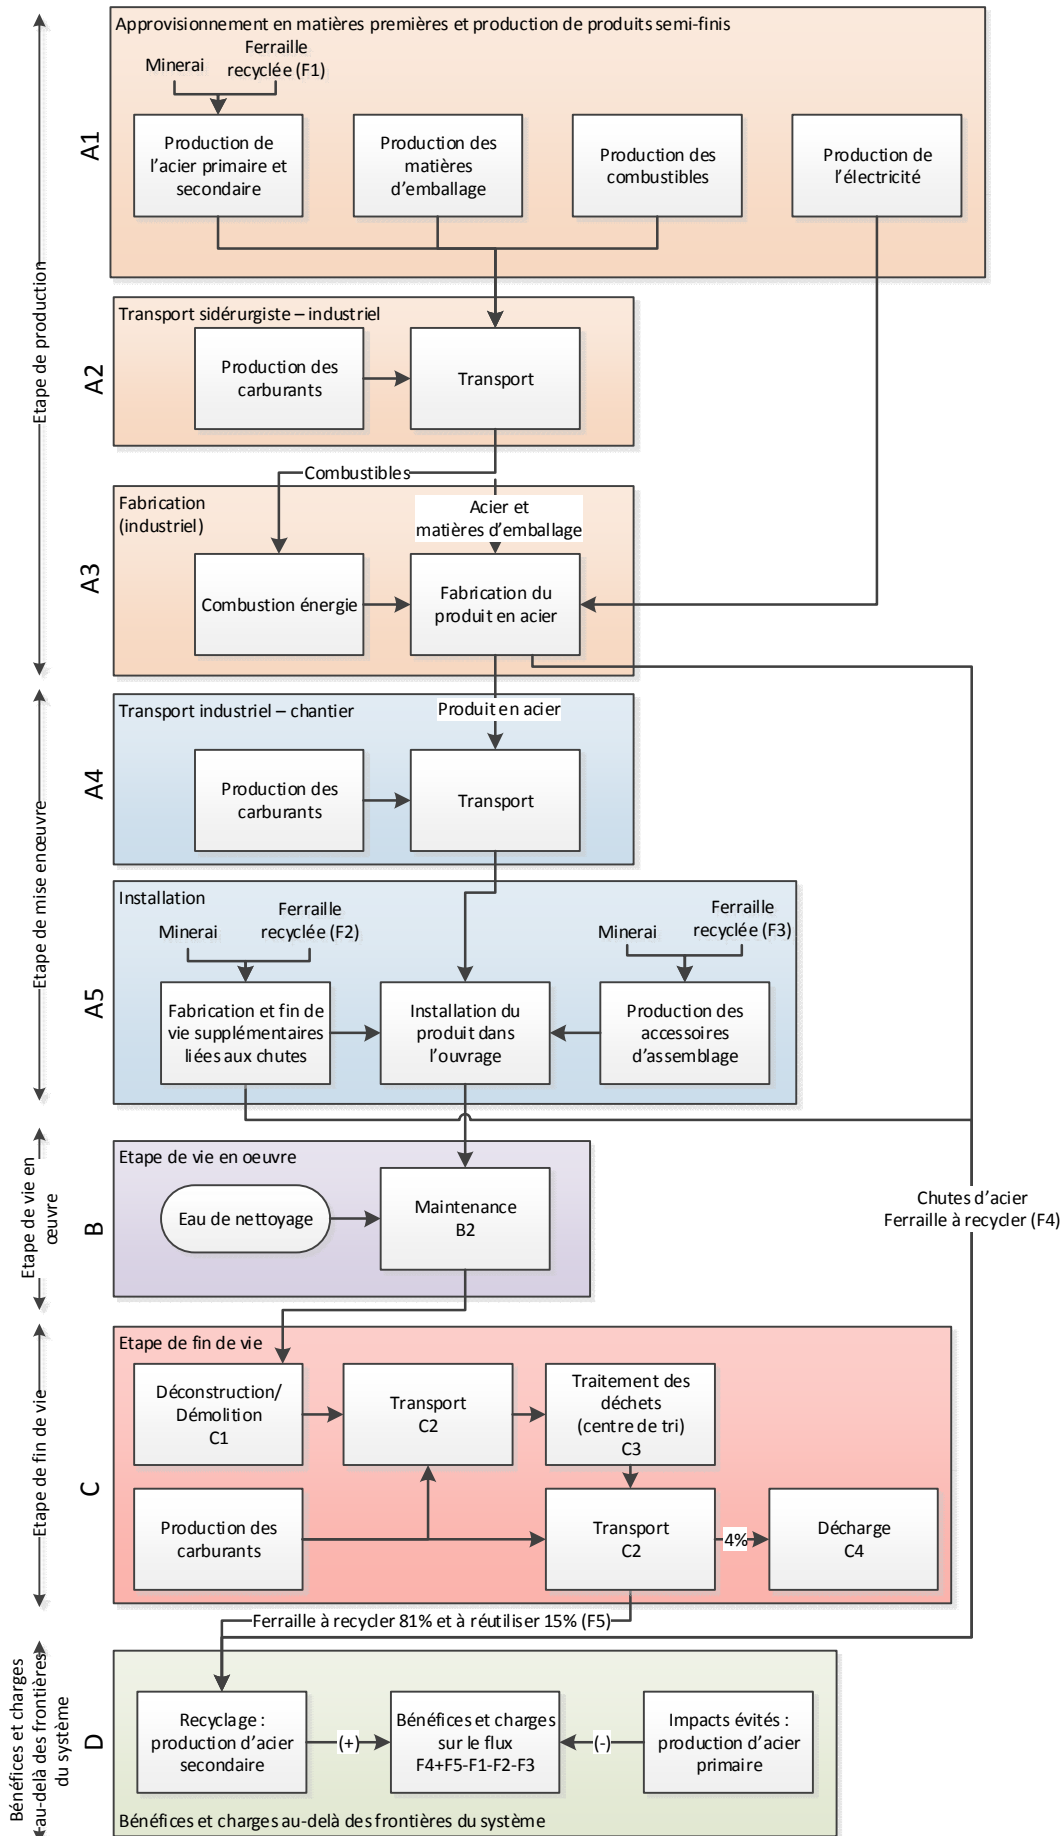 Approvisionnement en matières premières et production de produits semi-finis
Minerai
Ferraille
recyclée (F1)
A1
Production de
l'acier primaire et
secondaire
Production des
matières
d'emballage
Production des
combustibles
Production de
l'électricité
Etape de production
Transport sidérurgiste – industriel
A2
Production des
carburants
Transport
Combustibles
Fabrication
(industriel)
Acier et
matières d'emballage
A3
Combustion énergie
Fabrication du
produit en acier
Transport industriel – chantier
Produit en acier
A4
Production des
carburants
Transport
Etape de mise en œuvre
Installation
Minerai
Ferraille
recyclée (F2)
Minerai
Ferraille
recyclée (F3)
A5
Fabrication et fin de
vie supplémentaires
liées aux chutes
Installation du
produit dans
l'ouvrage
Production des
accessoires
d'assemblage
Etape de vie en oeuvre
Etape de vie en
œuvre
B
Eau de nettoyage
Maintenance
B2
Chutes d'acier
Ferraille à recycler (F4)
Etape de fin de vie
Etape de fin de vie
C
Déconstruction/
Démolition
C1
Transport
C2
Traitement des
déchets
(centre de tri)
C3
Production des
carburants
Transport
C2
4%
Décharge
C4
Ferraille à recycler 81% et à réutiliser 15% (F5)
Bénéfices et charges
au-delà des frontières
du système
D
Recyclage :
production d'acier
secondaire
(+)
Bénéfices et charges
sur le flux
F4+F5-F1-F2-F3
(-)
Impacts évités :
production d'acier
primaire
Bénéfices et charges au-delà des frontières du système